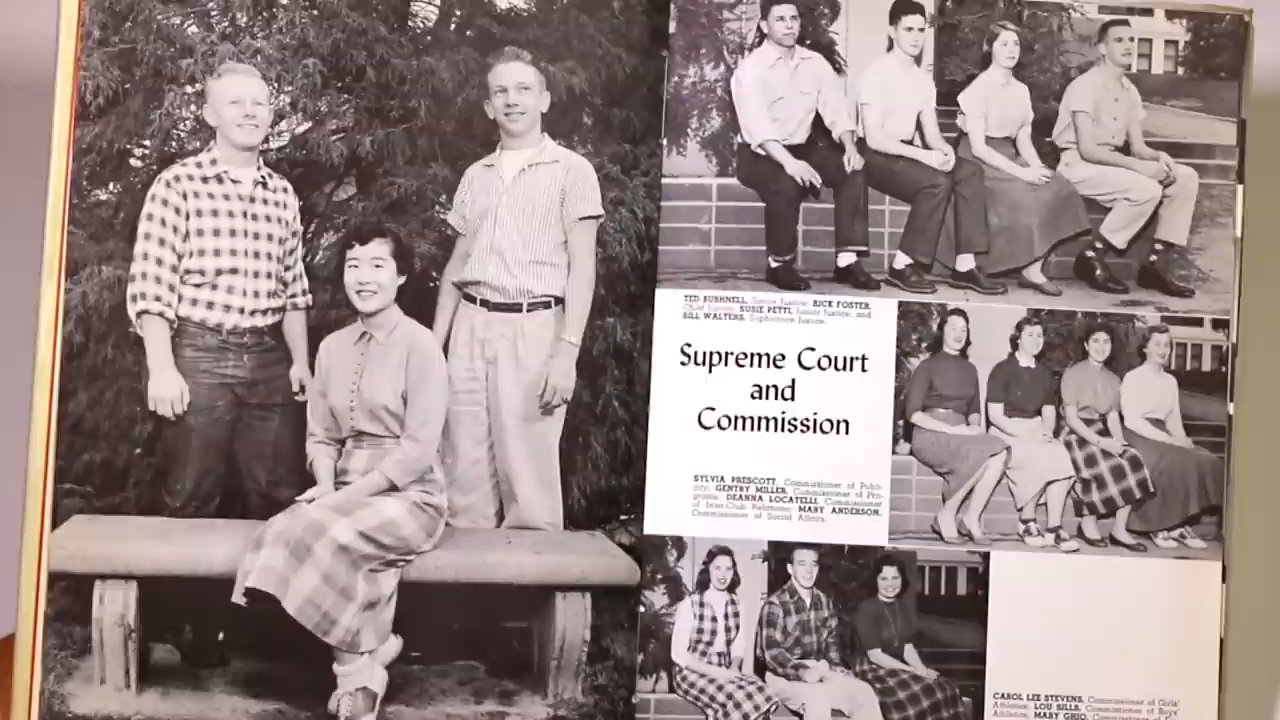 TED BUSHNELL, Senior Justice; RICK FOSTER,
Chief Justice; SUSIE PETTI, Junior Justice; and
BILL WALTERS, Sophomore Justice.
Supreme Court
and
Commission
SYLVIA PRESCOTT, Commissioner of Publi-
city; GENTRY MILLER, Commissioner of Pro-
grams; DEANNA LOCATELLI, Commissioner
of Inter-Club Relations; MARY ANDERSON,
Commissioner of Social Affairs.
CAROL LEE STEVENS, Commissioner of Girls'
Athletics; LOU SILLS, Commissioner of Boys'
Athletics; MARY GHIO,